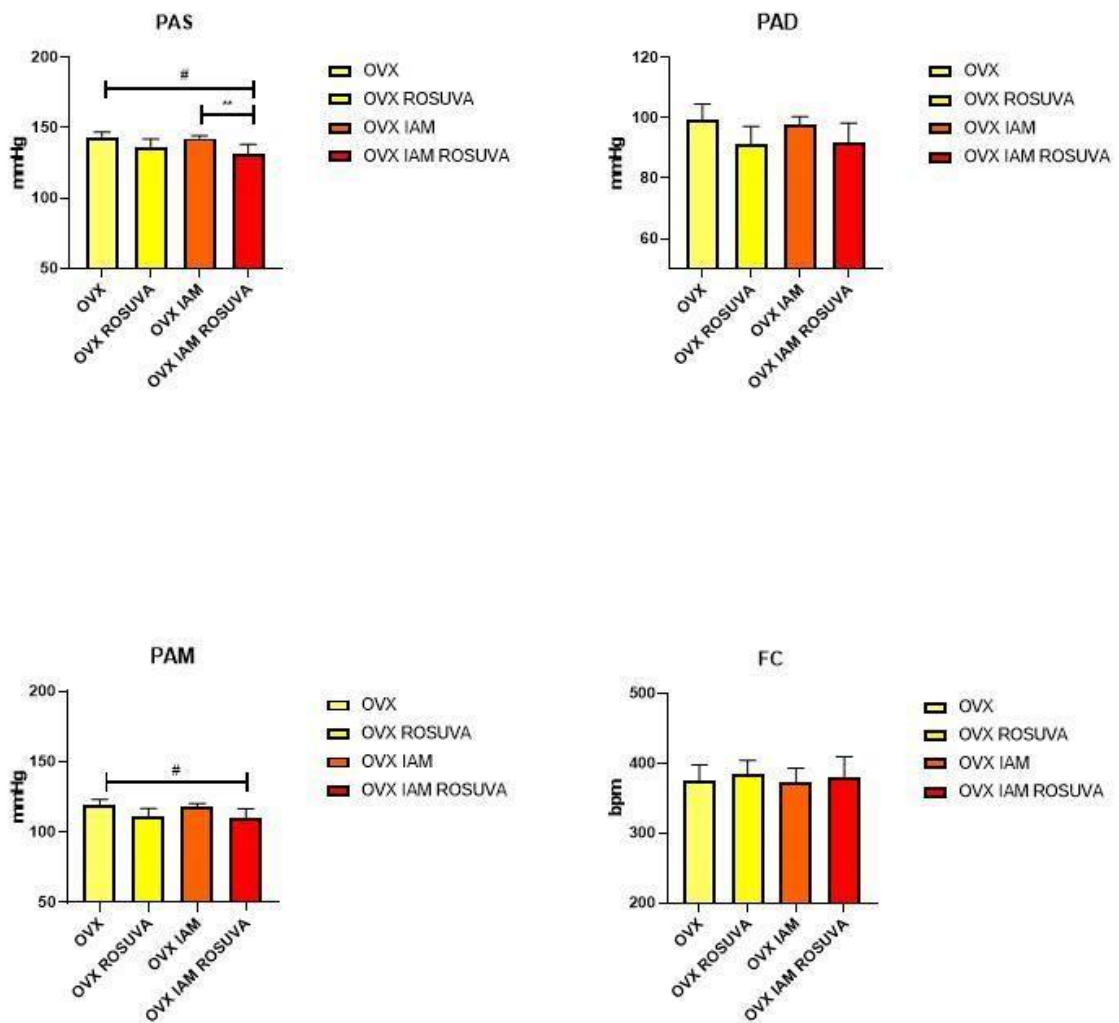 PAS
200
150
100
50
mmHg
#
**
OVX
OVX ROSUVA
OVX IAM
OVX IAM ROSUVA
OVX
OVX ROSUVA
OVX IAM
OVX IAM ROSUVA
PAD
120
100
80
60
mmHg
OVX
OVX ROSUVA
OVX IAM
OVX IAM ROSUVA
OVX
OVX ROSUVA
OVX IAM
OVX IAM ROSUVA
PAM
200
150
100
50
mmHg
#
OVX
OVX ROSUVA
OVX IAM
OVX IAM ROSUVA
OVX
OVX ROSUVA
OVX IAM
OVX IAM ROSUVA
FC
500
400
300
200
bpm
OVX
OVX ROSUVA
OVX IAM
OVX IAM ROSUVA
OVX
OVX ROSUVA
OVX IAM
OVX IAM ROSUVA